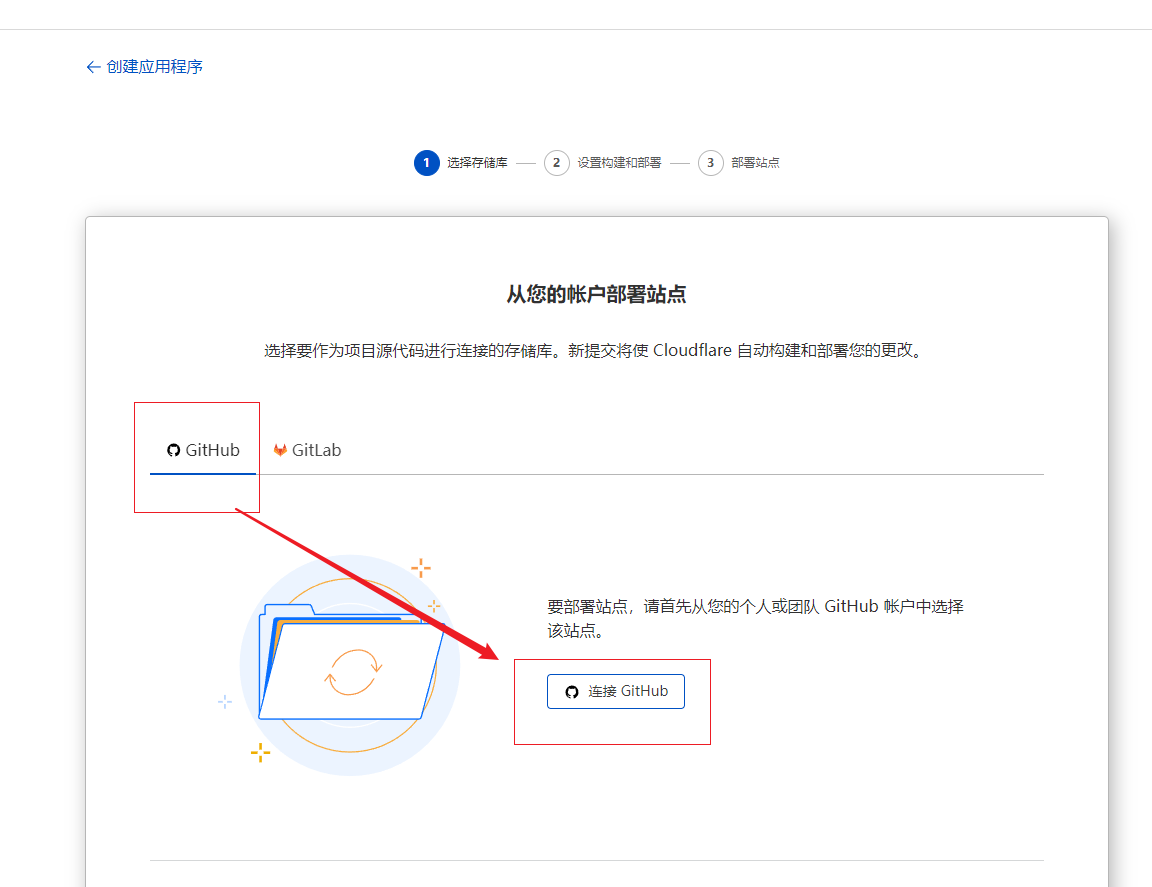 ← 创建应用程序
1 选择存储库 2 设置构建和部署 3 部署站点
从您的帐户部署站点
选择要作为项目源代码进行连接的存储库。新提交将使 Cloudflare 自动构建和部署您的更改。
GitHub GitLab
要部署站点，请首先从您的个人或团队 GitHub 帐户中选择
该站点。
连接 GitHub